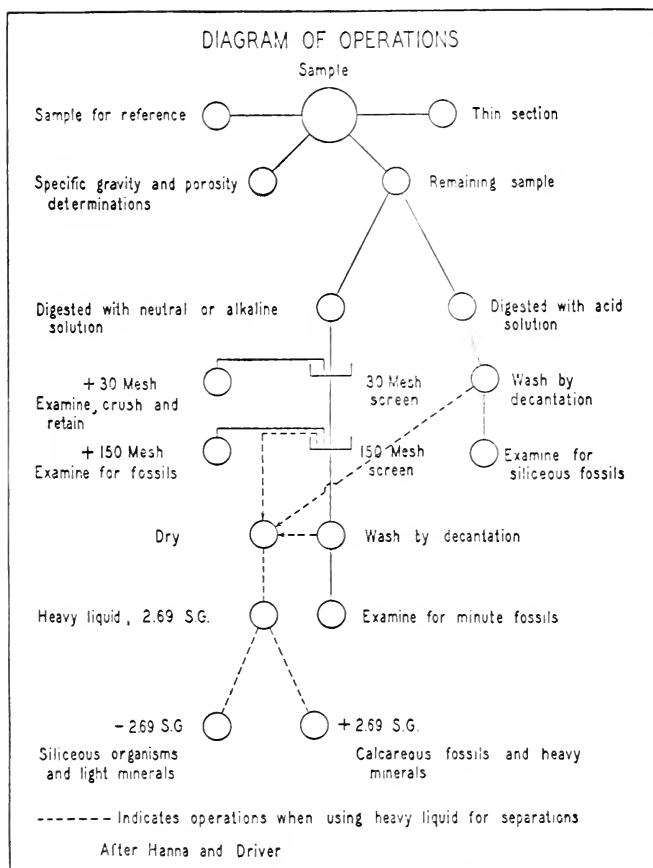 DIAGRAM OF OPERATIONS
Sample
Sample for reference
Thin section
Specific gravity and porosity
determinations
Remaining sample
Digested with neutral or alkaline
solution
Digested with acid
solution
+ 30 Mesh
Examine, crush and
retain
30 Mesh
screen
Wash by
decantation
+ 150 Mesh
Examine for fossils
150 Mesh
screen
Examine for
siliceous fossils
Dry
Wash by decantation
Heavy liquid, 2.69 S.G.
Examine for minute fossils
- 2.69 S.G
Siliceous organisms
and light minerals
+ 2.69 S.G.
Calcareous fossils and heavy
minerals
------- Indicates operations when using heavy liquid for separations
After Hanna and Driver